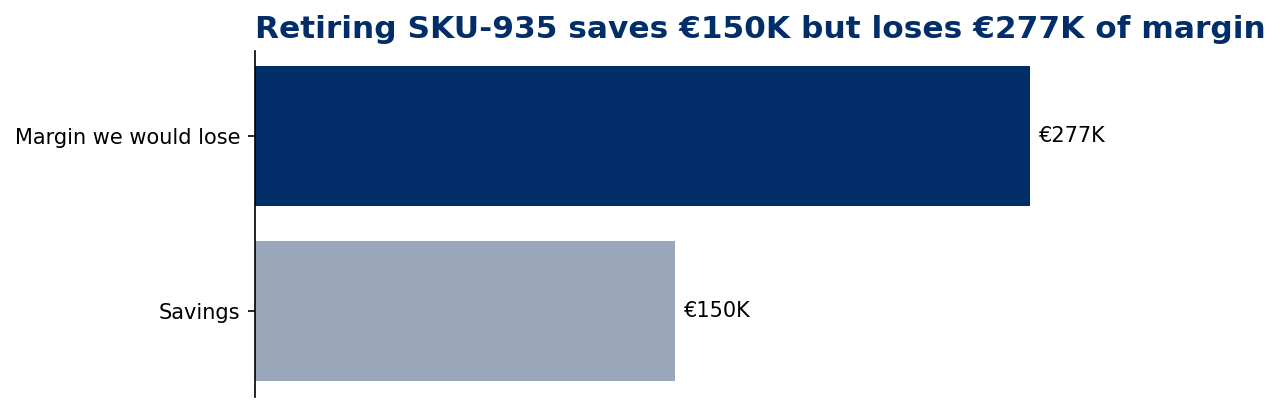 Retiring SKU-935 saves €150K but loses €277K of margin
Margin we would lose
€277K
Savings
€150K